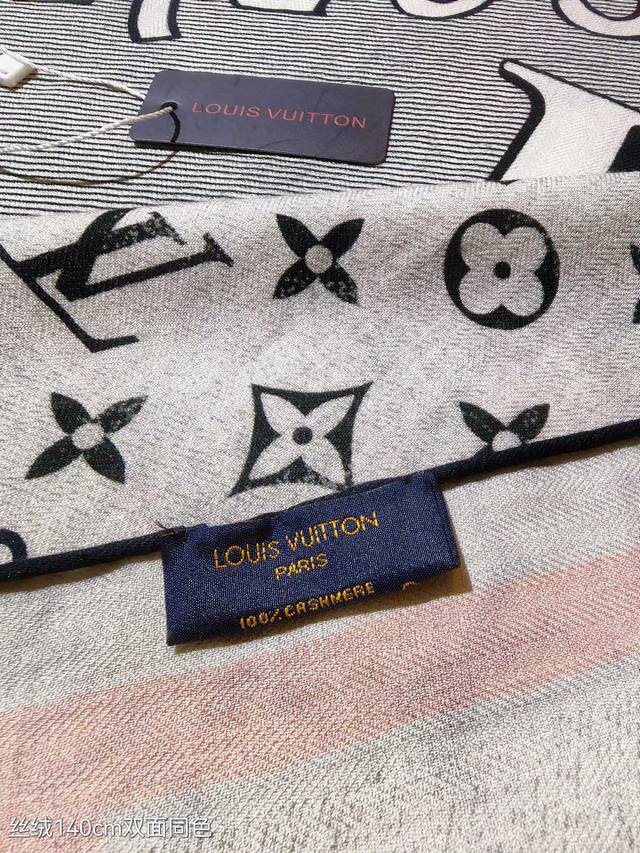 LOUIS VUITTON
LOUIS VUITTON
PARIS
100% CASHMERE
丝绒140cm双面同色